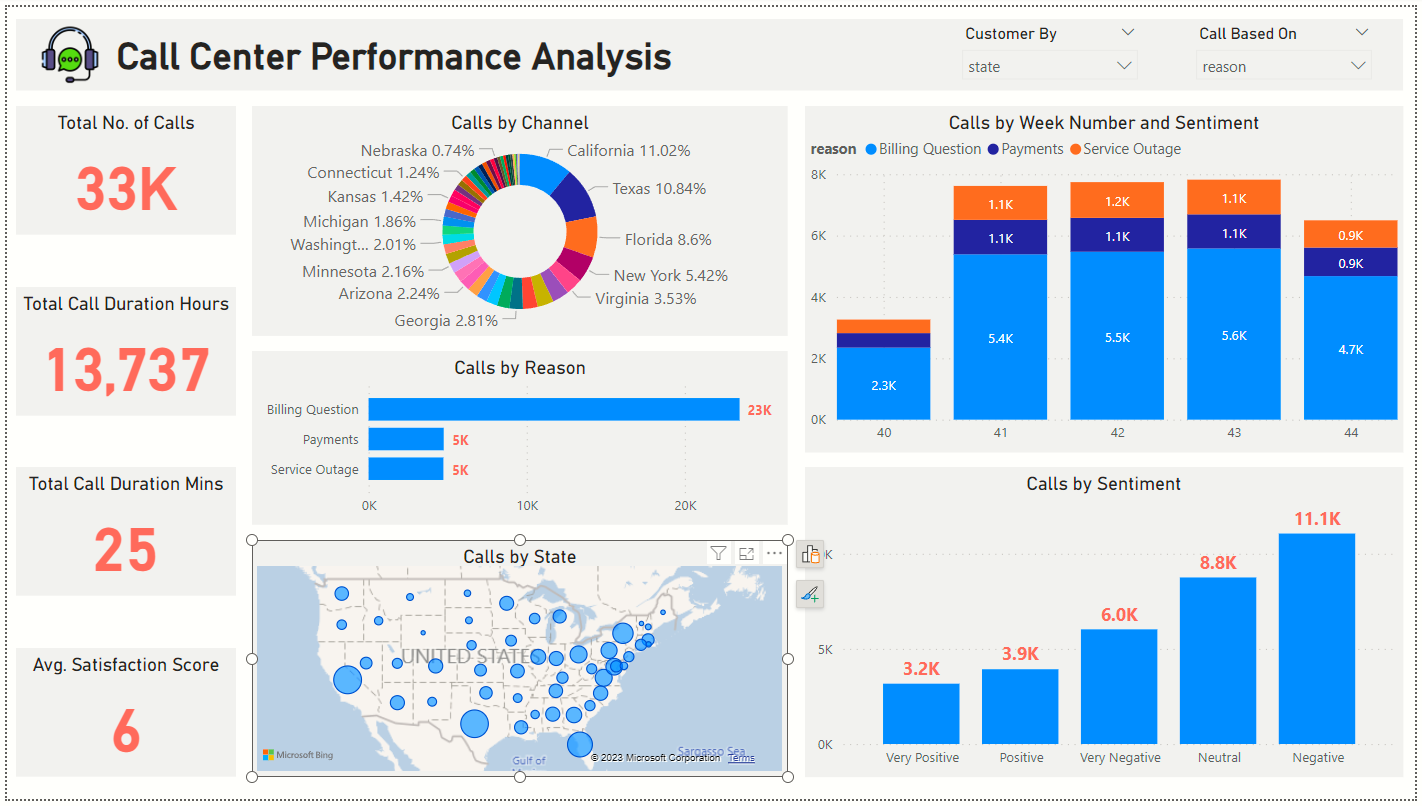 Call Center Performance Analysis
Customer By
state
Call Based On
reason
Total No. of Calls
33K
Total Call Duration Hours
13,737
Total Call Duration Mins
25
Avg. Satisfaction Score
6
Calls by Channel
Nebraska 0.74%
Connecticut 1.24%
Kansas 1.42%
Michigan 1.86%
Washingt... 2.01%
Minnesota 2.16%
Arizona 2.24%
Georgia 2.81%
California 11.02%
Texas 10.84%
Florida 8.6%
New York 5.42%
Virginia 3.53%
Calls by Reason
Billing Question 23K
Payments 5K
Service Outage 5K
0K 10K 20K
Calls by State
UNITED STATES
Gulf of
Sargasso Sea
Microsoft Bing
© 2023 Microsoft Corporation Terms
Calls by Week Number and Sentiment
reason Billing Question Payments Service Outage
8K
6K
4K
2K
0K
2.3K
1.1K
1.1K
5.4K
1.2K
1.1K
5.5K
1.1K
1.1K
5.6K
0.9K
0.9K
4.7K
40 41 42 43 44
Calls by Sentiment
5K
0K
3.2K
3.9K
6.0K
8.8K
11.1K
Very Positive Positive Very Negative Neutral Negative